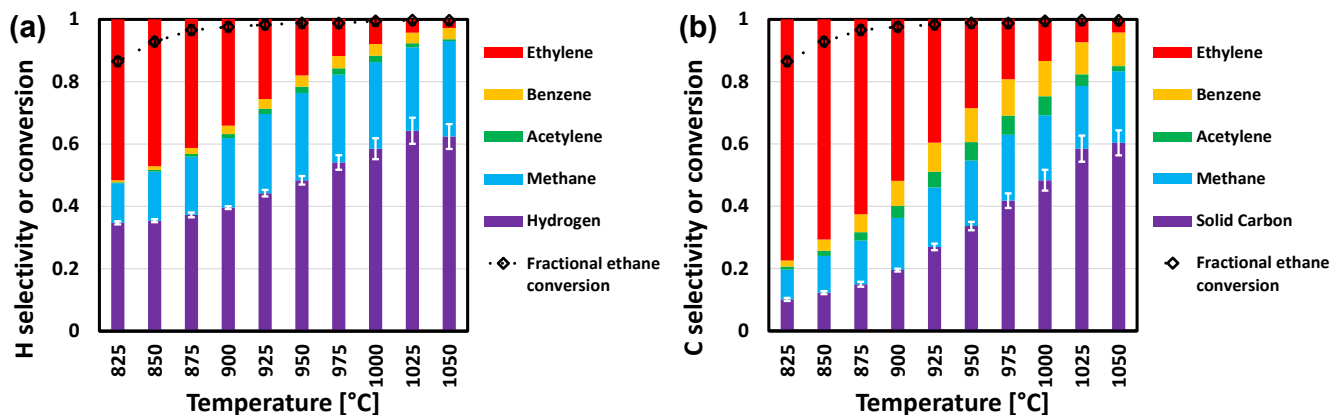 (a)
H selectivity or conversion
1
0.8
0.6
0.4
0.2
0
825
850
875
900
925
950
975
1000
1025
1050
Temperature [°C]
Ethylene
Benzene
Acetylene
Methane
Hydrogen
Fractional ethane
conversion
(b)
C selectivity or conversion
1
0.8
0.6
0.4
0.2
0
825
850
875
900
925
950
975
1000
1025
1050
Temperature [°C]
Ethylene
Benzene
Acetylene
Methane
Solid Carbon
Fractional ethane
conversion